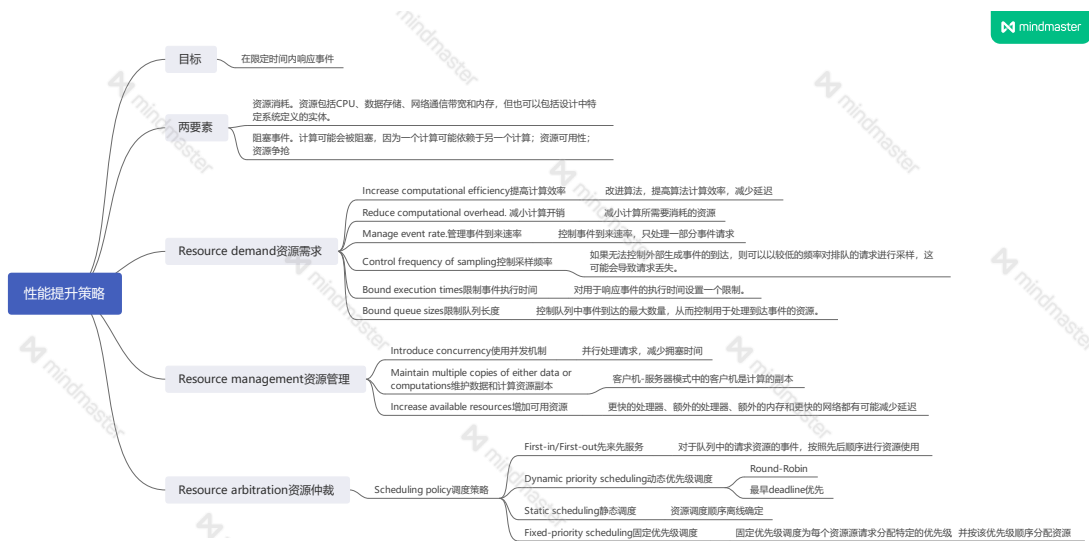 mindmaster
目标
在限定时间内响应事件
两要素
资源消耗。资源包括CPU、数据存储、网络通信带宽和内存，但也可以包括设计中特
定系统定义的实体。
阻塞事件。计算可能会被阻塞，因为一个计算可能依赖于另一个计算；资源可用性；
资源争抢
性能提升策略
Resource demand资源需求
Increase computational efficiency提高计算效率
改进算法，提高算法计算效率，减少延迟
Reduce computational overhead. 减小计算开销
减小计算所需要消耗的资源
Manage event rate.管理事件到来速率
控制事件到来速率，只处理一部分事件请求
Control frequency of sampling控制采样频率
如果无法控制外部生成事件的到达，则可以以较低的频率对排队的请求进行采样，这
可能会导致请求丢失。
Bound execution times限制事件执行时间
对用于响应事件的执行时间设置一个限制。
Bound queue sizes限制队列长度
控制队列中事件到达的最大数量，从而控制用于处理到达事件的资源。
Resource management资源管理
Introduce concurrency使用并发机制
并行处理请求，减少拥塞时间
Maintain multiple copies of either data or
computations维护数据和计算资源副本
客户机-服务器模式中的客户机是计算的副本
Increase available resources增加可用资源
更快的处理器、额外的处理器、额外的内存和更快的网络都有可能减少延迟
Resource arbitration资源仲裁
Scheduling policy调度策略
First-in/First-out先来先服务
对于队列中的请求资源的事件，按照先后顺序进行资源使用
Dynamic priority scheduling动态优先级调度
Round-Robin
最早deadline优先
Static scheduling静态调度
资源调度顺序离线确定
Fixed-priority scheduling固定优先级调度
固定优先级调度为每个资源源请求分配特定的优先级，并按该优先级顺序分配资源
mindmaster
mindmaster
mindmaster
mindmaster
mindmaster
mindmaster
mindmaster
mindmaster